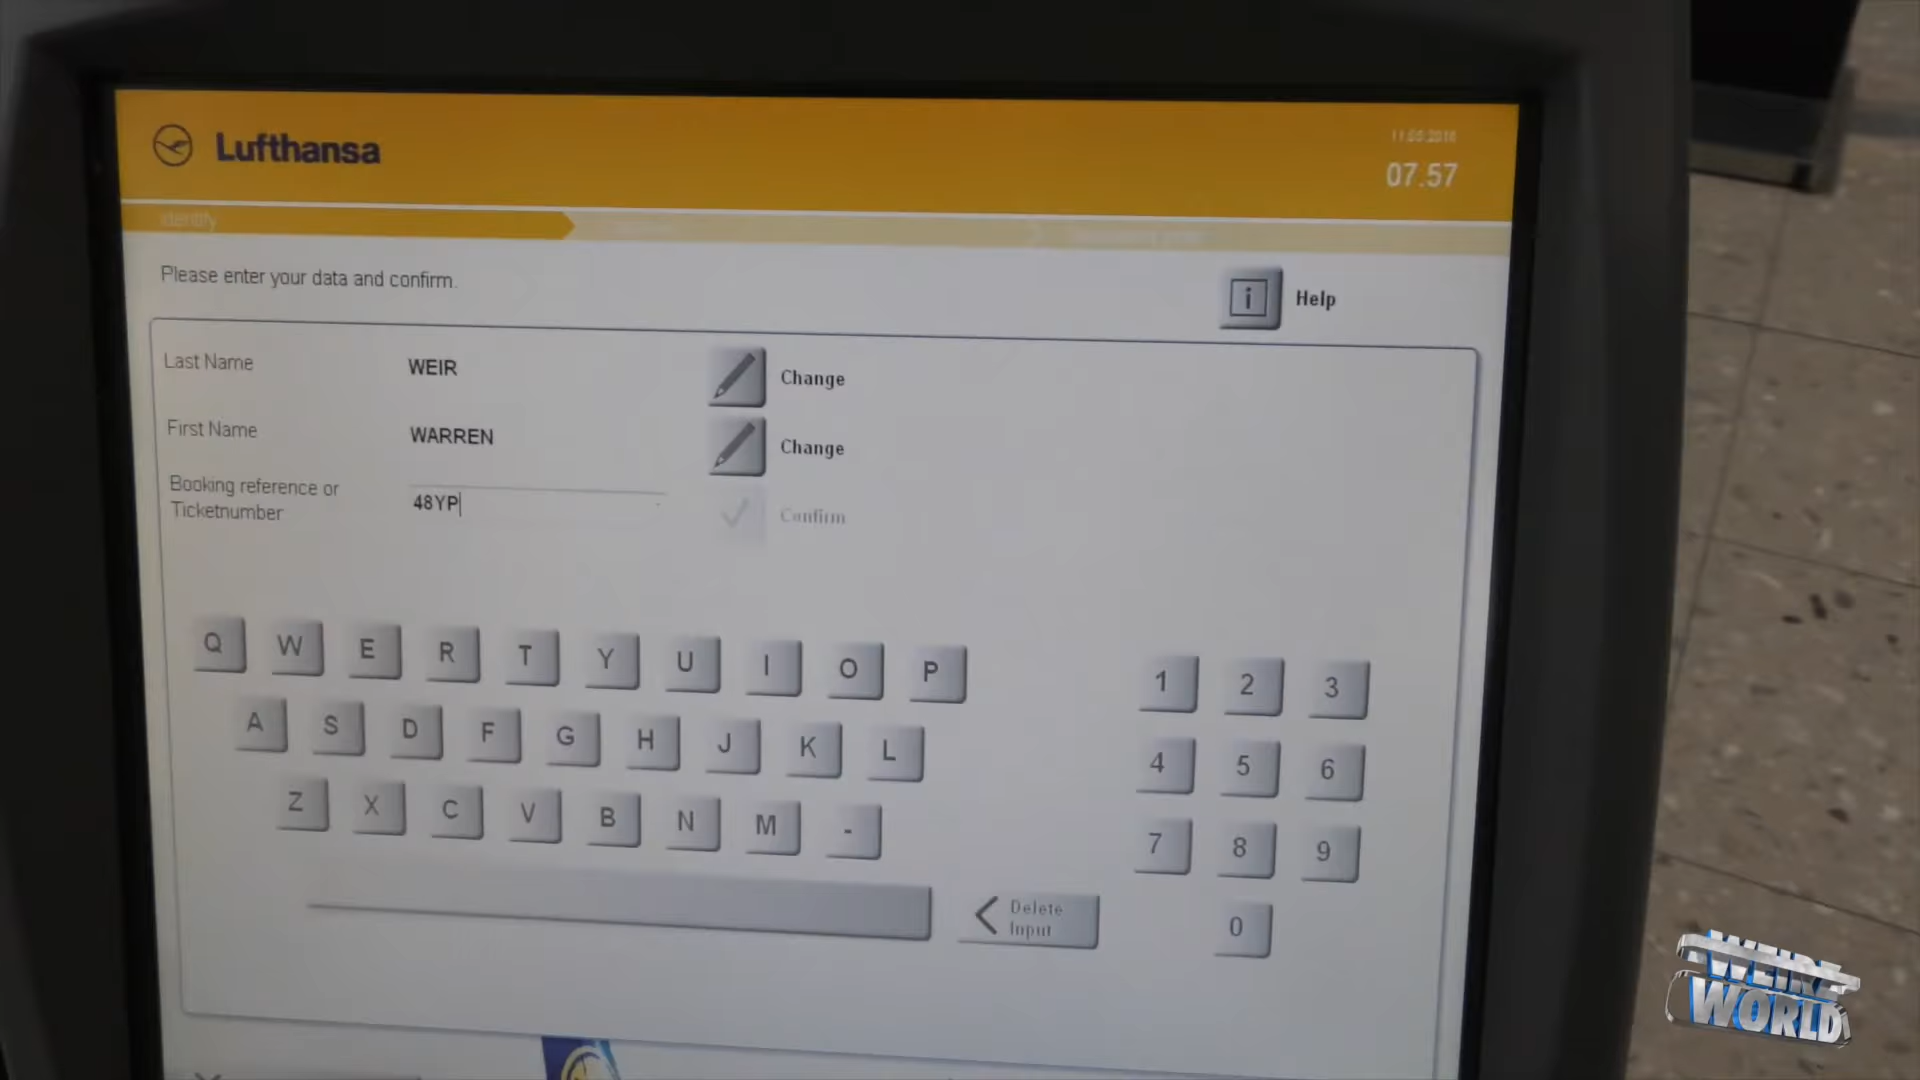 Lufthansa
07.57
Identify
Please enter your data and confirm.
i Help
Last Name WEIR Change
First Name WARREN Change
Booking reference or
Ticketnumber 48YP Confirm
Q W E R T Y U I O P 1 2 3
A S D F G H J K L 4 5 6
Z X C V B N M - 7 8 9
Delete
Input
0
WEIR
WORLD